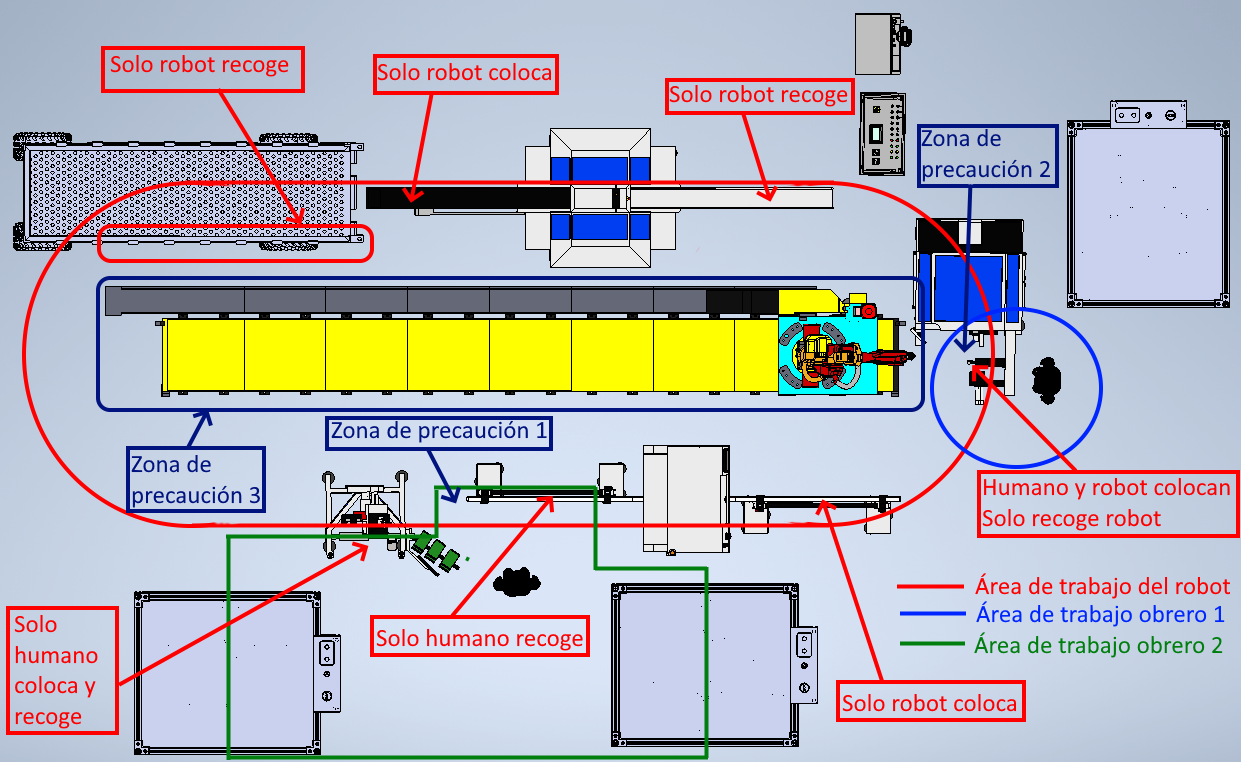 Solo robot recoge
Solo robot coloca
Solo robot recoge
Zona de
precaución 2
Zona de precaución 1
Zona de
precaución 3
Humano y robot colocan
Solo recoge robot
Solo
humano
coloca y
recoge
Solo humano recoge
Solo robot coloca
Área de trabajo del robot
Área de trabajo obrero 1
Área de trabajo obrero 2